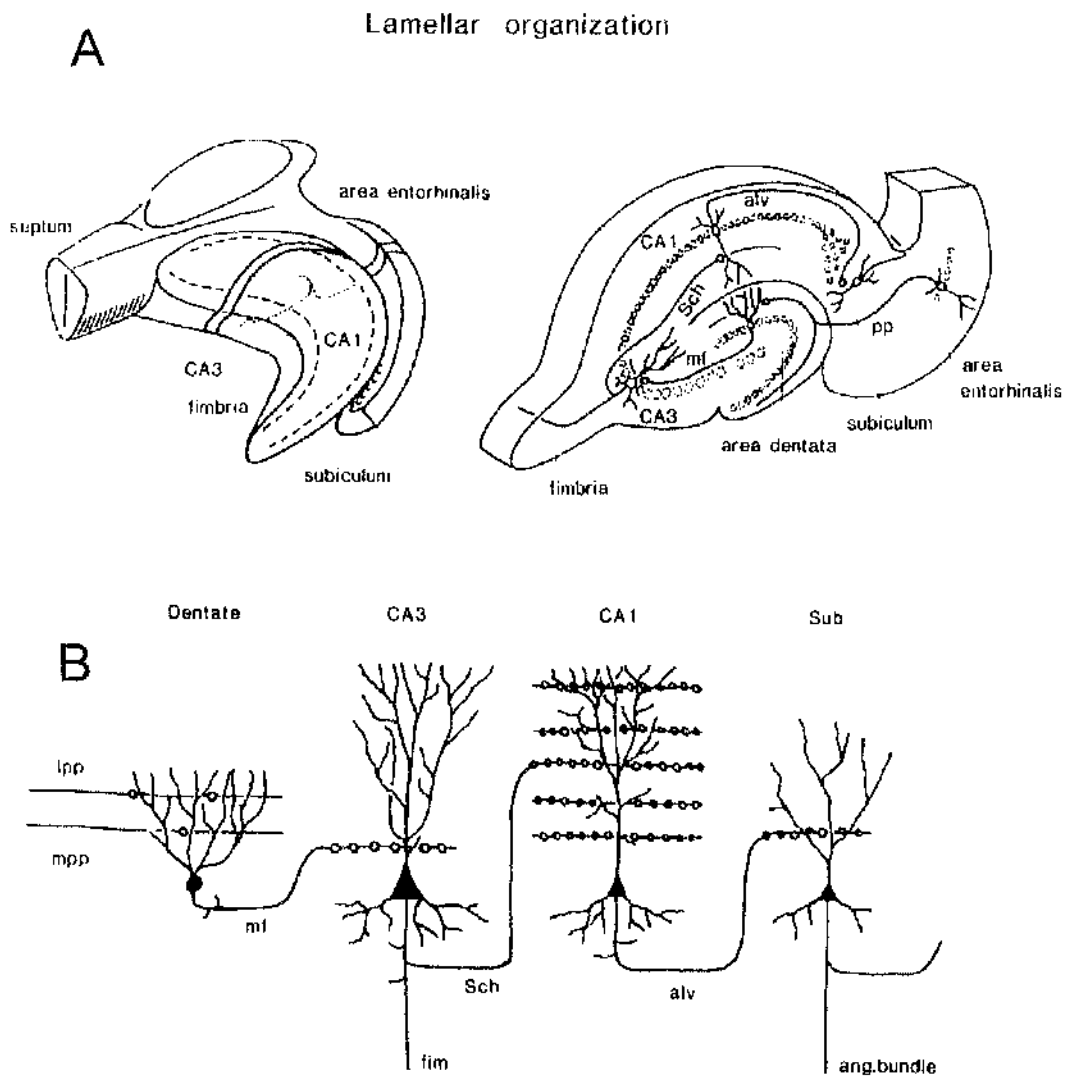 Lamellar organization
A
septum
area entorhinalis
CA1
CA3
fimbria
subiculum
alv
CA1
Sch
mf
CA3
pp
area
entorhinalis
subiculum
area dentata
fimbria
Dentate CA3 CA1 Sub
B
lpp
mpp
mf
Sch
alv
fim
ang.bundle